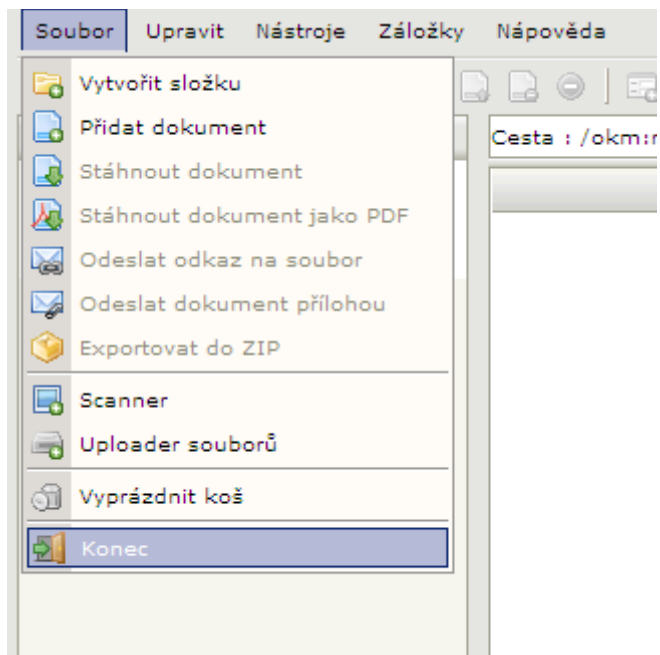 Soubor Upravit Nástroje Záložky Nápověda
Vytvořit složku
Přidat dokument
Cesta : /okm:
Stáhnout dokument
Stáhnout dokument jako PDF
Odeslat odkaz na soubor
Odeslat dokument přílohou
Exportovat do ZIP
Scanner
Uploader souborů
Vyprázdnit koš
Konec